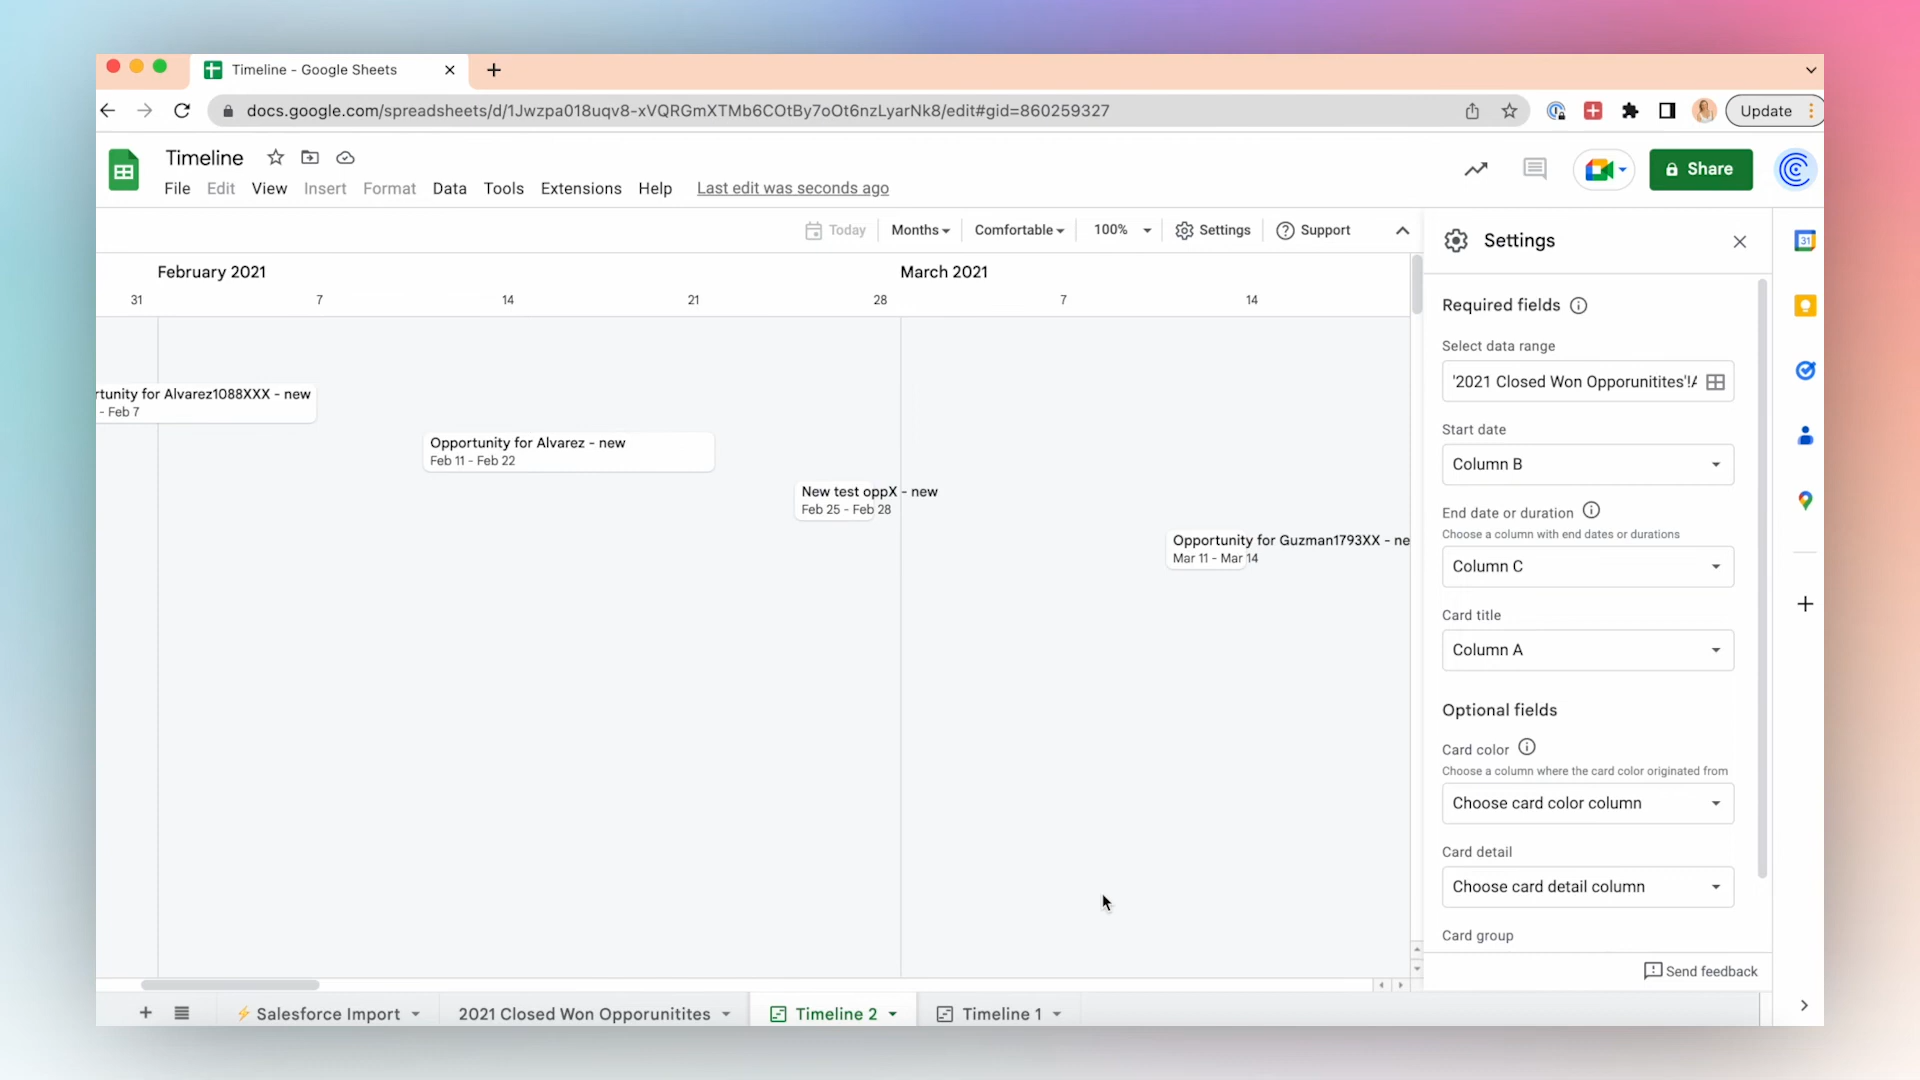 Timeline - Google Sheets
docs.google.com/spreadsheets/d/1Jwzpa018uqv8-xVQRGmXTMb6COtBy7oOt6nzLyarNk8/edit#gid=860259327
Update
Timeline
File Edit View Insert Format Data Tools Extensions Help Last edit was seconds ago
Share
Today Months Comfortable 100% Settings Support
February 2021 March 2021
31 7 14 21 28 7 14
rtunity for Alvarez1088XXX - new
- Feb 7
Opportunity for Alvarez - new
Feb 11 - Feb 22
New test oppX - new
Feb 25 - Feb 28
Opportunity for Guzman1793XX - ne
Mar 11 - Mar 14
Settings
Required fields
Select data range
'2021 Closed Won Opporunitites'!A
Start date
Column B
End date or duration
Choose a column with end dates or durations
Column C
Card title
Column A
Optional fields
Card color
Choose a column where the card color originated from
Choose card color column
Card detail
Choose card detail column
Card group
Send feedback
31
Salesforce Import 2021 Closed Won Opporunitites Timeline 2 Timeline 1